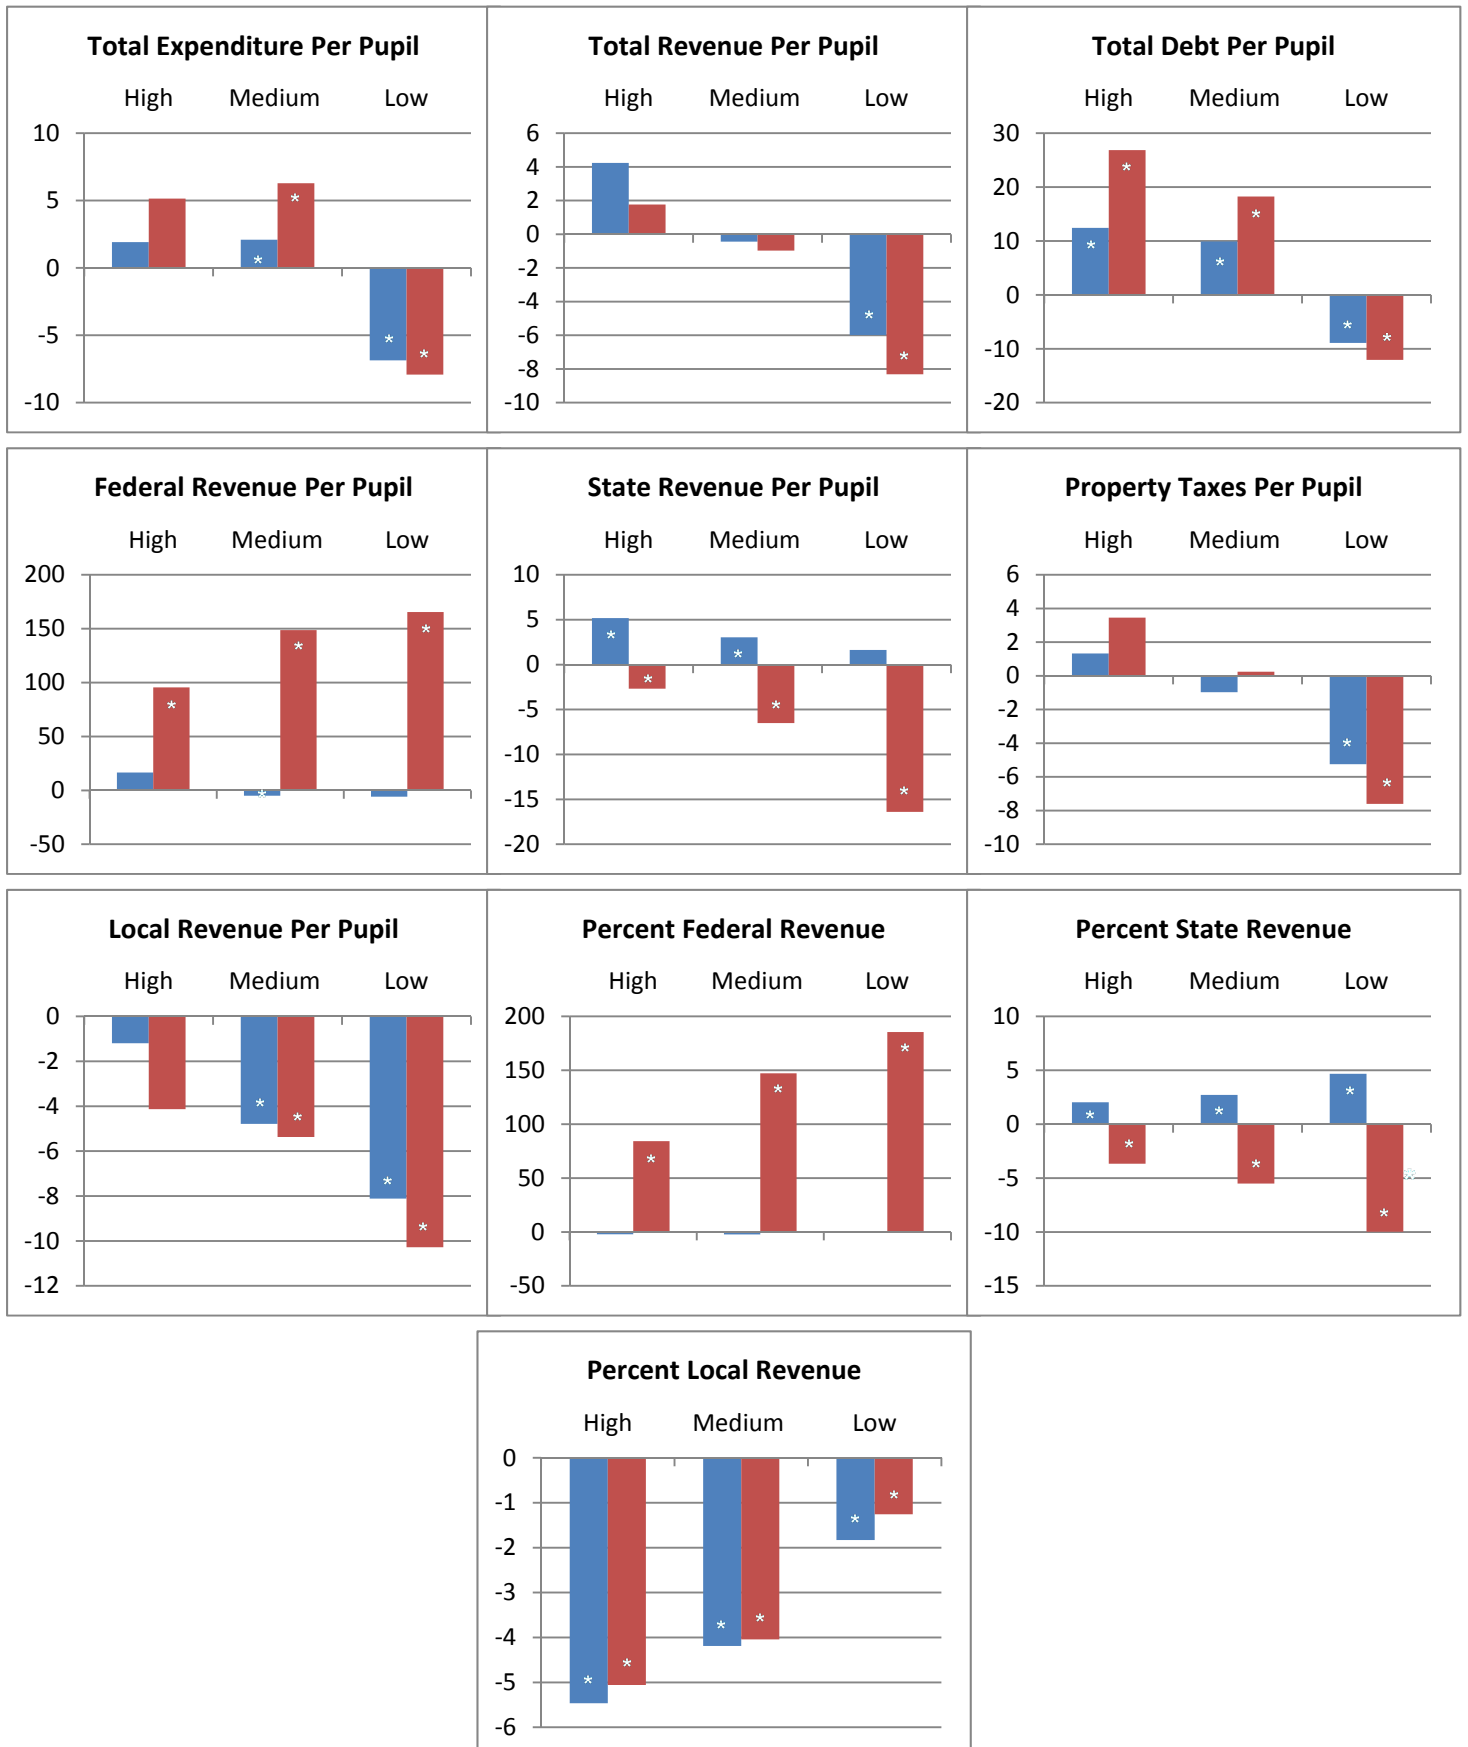 Total Expenditure Per Pupil
High Medium Low
10
5
0
-5
-10
* * * *
Total Revenue Per Pupil
High Medium Low
6
4
2
0
-2
-4
-6
-8
-10
* *
Total Debt Per Pupil
High Medium Low
30
20
10
0
-10
-20
* * * * * *
Federal Revenue Per Pupil
High Medium Low
200
150
100
50
0
-50
* * * *
State Revenue Per Pupil
High Medium Low
10
5
0
-5
-10
-15
-20
* * * * *
Property Taxes Per Pupil
High Medium Low
6
4
2
0
-2
-4
-6
-8
-10
* *
Local Revenue Per Pupil
High Medium Low
0
-2
-4
-6
-8
-10
-12
* * * *
Percent Federal Revenue
High Medium Low
200
150
100
50
0
-50
* * *
Percent State Revenue
High Medium Low
10
5
0
-5
-10
-15
* * * * * * *
Percent Local Revenue
High Medium Low
0
-1
-2
-3
-4
-5
-6
* * * * * *